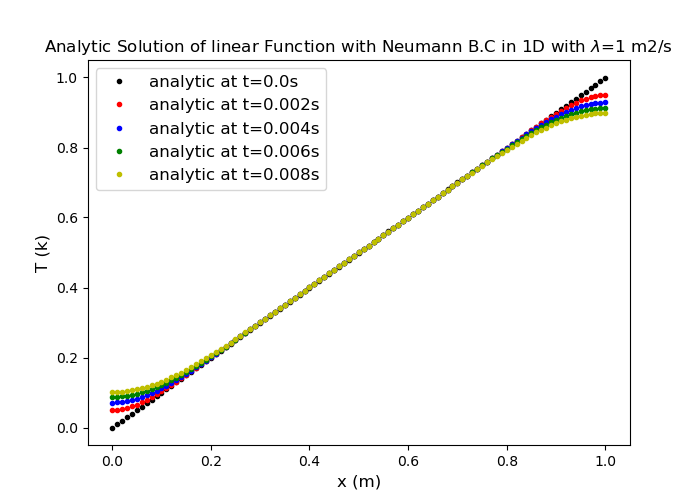 Analytic Solution of linear Function with Neumann B.C in 1D with λ=1 m2/s
analytic at t=0.0s
analytic at t=0.002s
analytic at t=0.004s
analytic at t=0.006s
analytic at t=0.008s
1.0
0.8
0.6
0.4
0.2
0.0
T (k)
0.0 0.2 0.4 0.6 0.8 1.0
x (m)